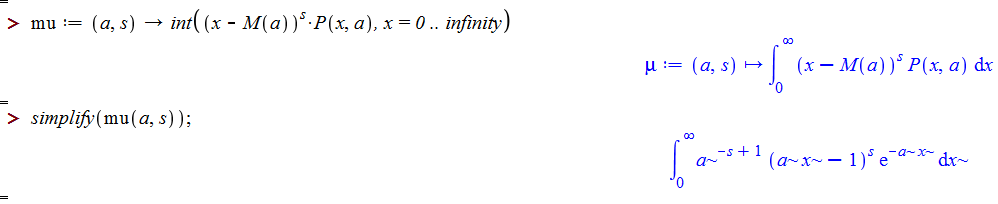 > mu := (a, s) → int((x - M(a))^s·P(x, a), x = 0 .. infinity)
μ := (a, s) ↦ ∫_0^∞ (x − M(a))^s P(x, a) dx
> simplify(mu(a, s));
∫_0^∞ a~^(-s + 1) (a~ x~ − 1)^s e^(-a~ x~) dx~